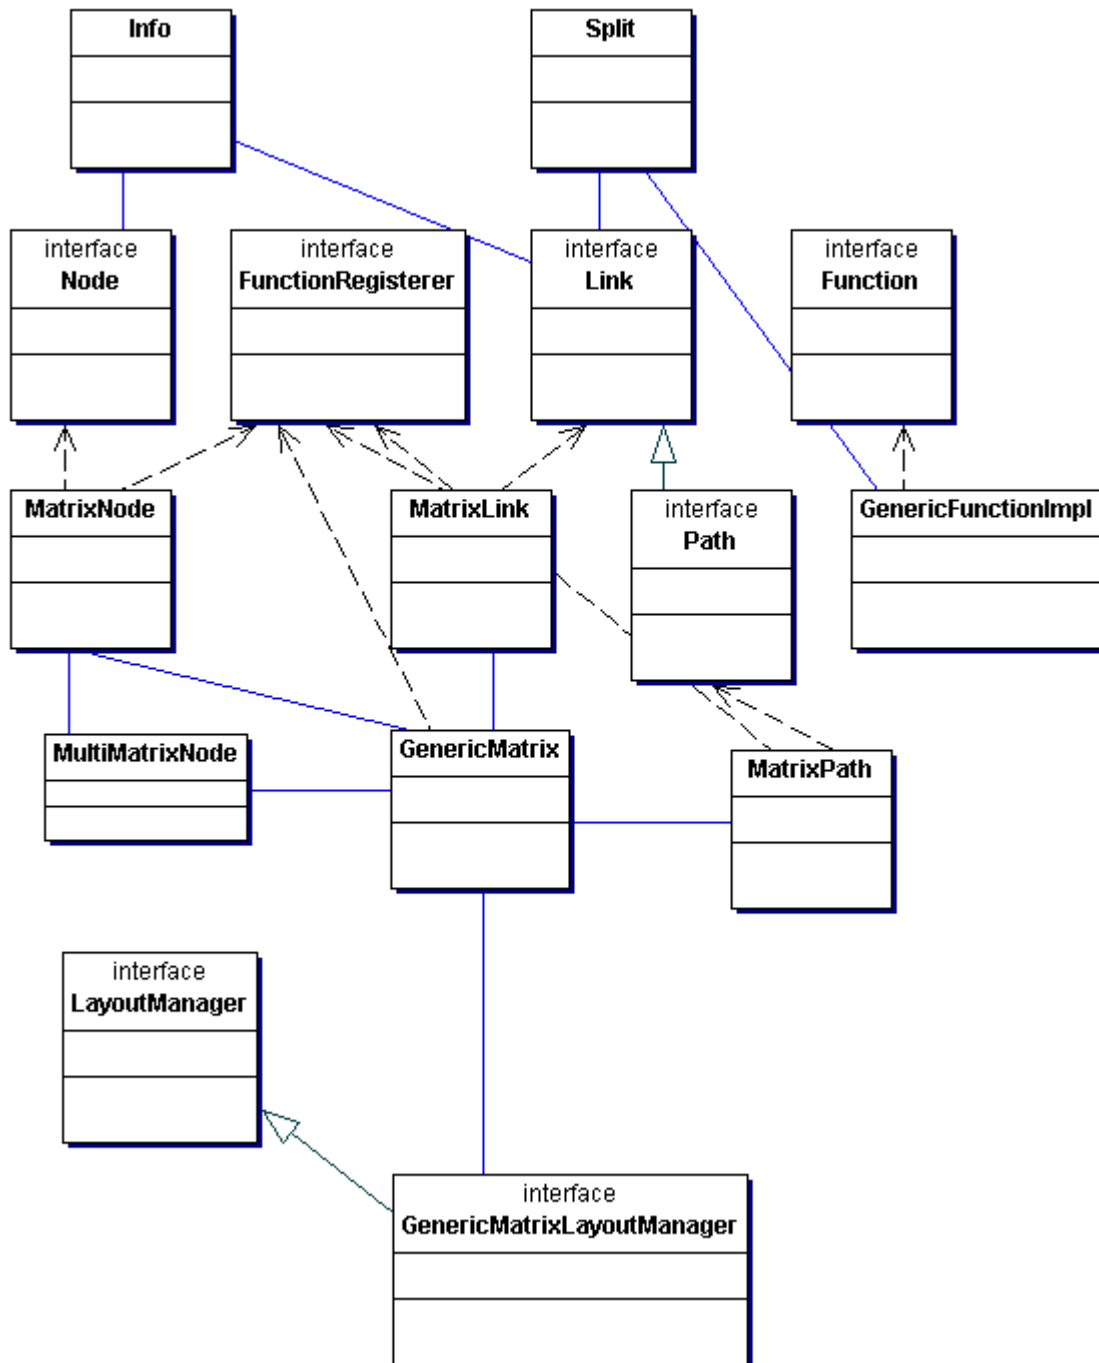 Info
Split
interface
Node
interface
FunctionRegisterer
interface
Link
interface
Function
MatrixNode
MatrixLink
interface
Path
GenericFunctionImpl
MultiMatrixNode
GenericMatrix
MatrixPath
interface
LayoutManager
interface
GenericMatrixLayoutManager